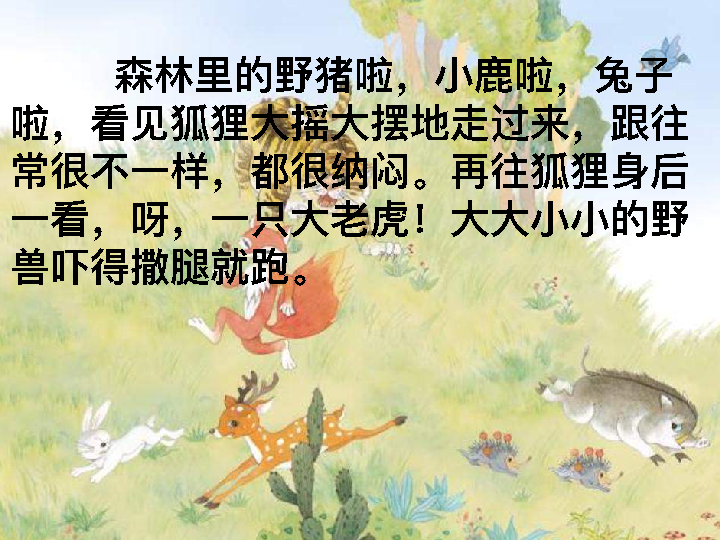 森林里的野猪啦，小鹿啦，兔子
啦，看见狐狸大摇大摆地走过来，跟往
常很不一样，都很纳闷。再往狐狸身后
一看，呀，一只大老虎！大大小小的野
兽吓得撒腿就跑。